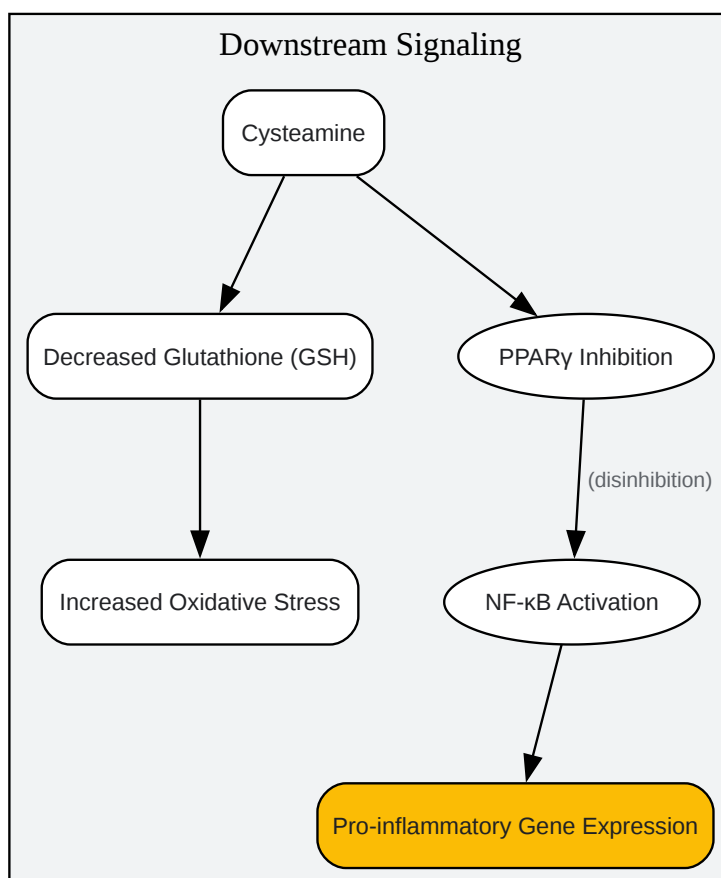 Downstream Signaling
Cysteamine
Decreased Glutathione (GSH)
PPARγ Inhibition
(disinhibition)
Increased Oxidative Stress
NF-κB Activation
Pro-inflammatory Gene Expression